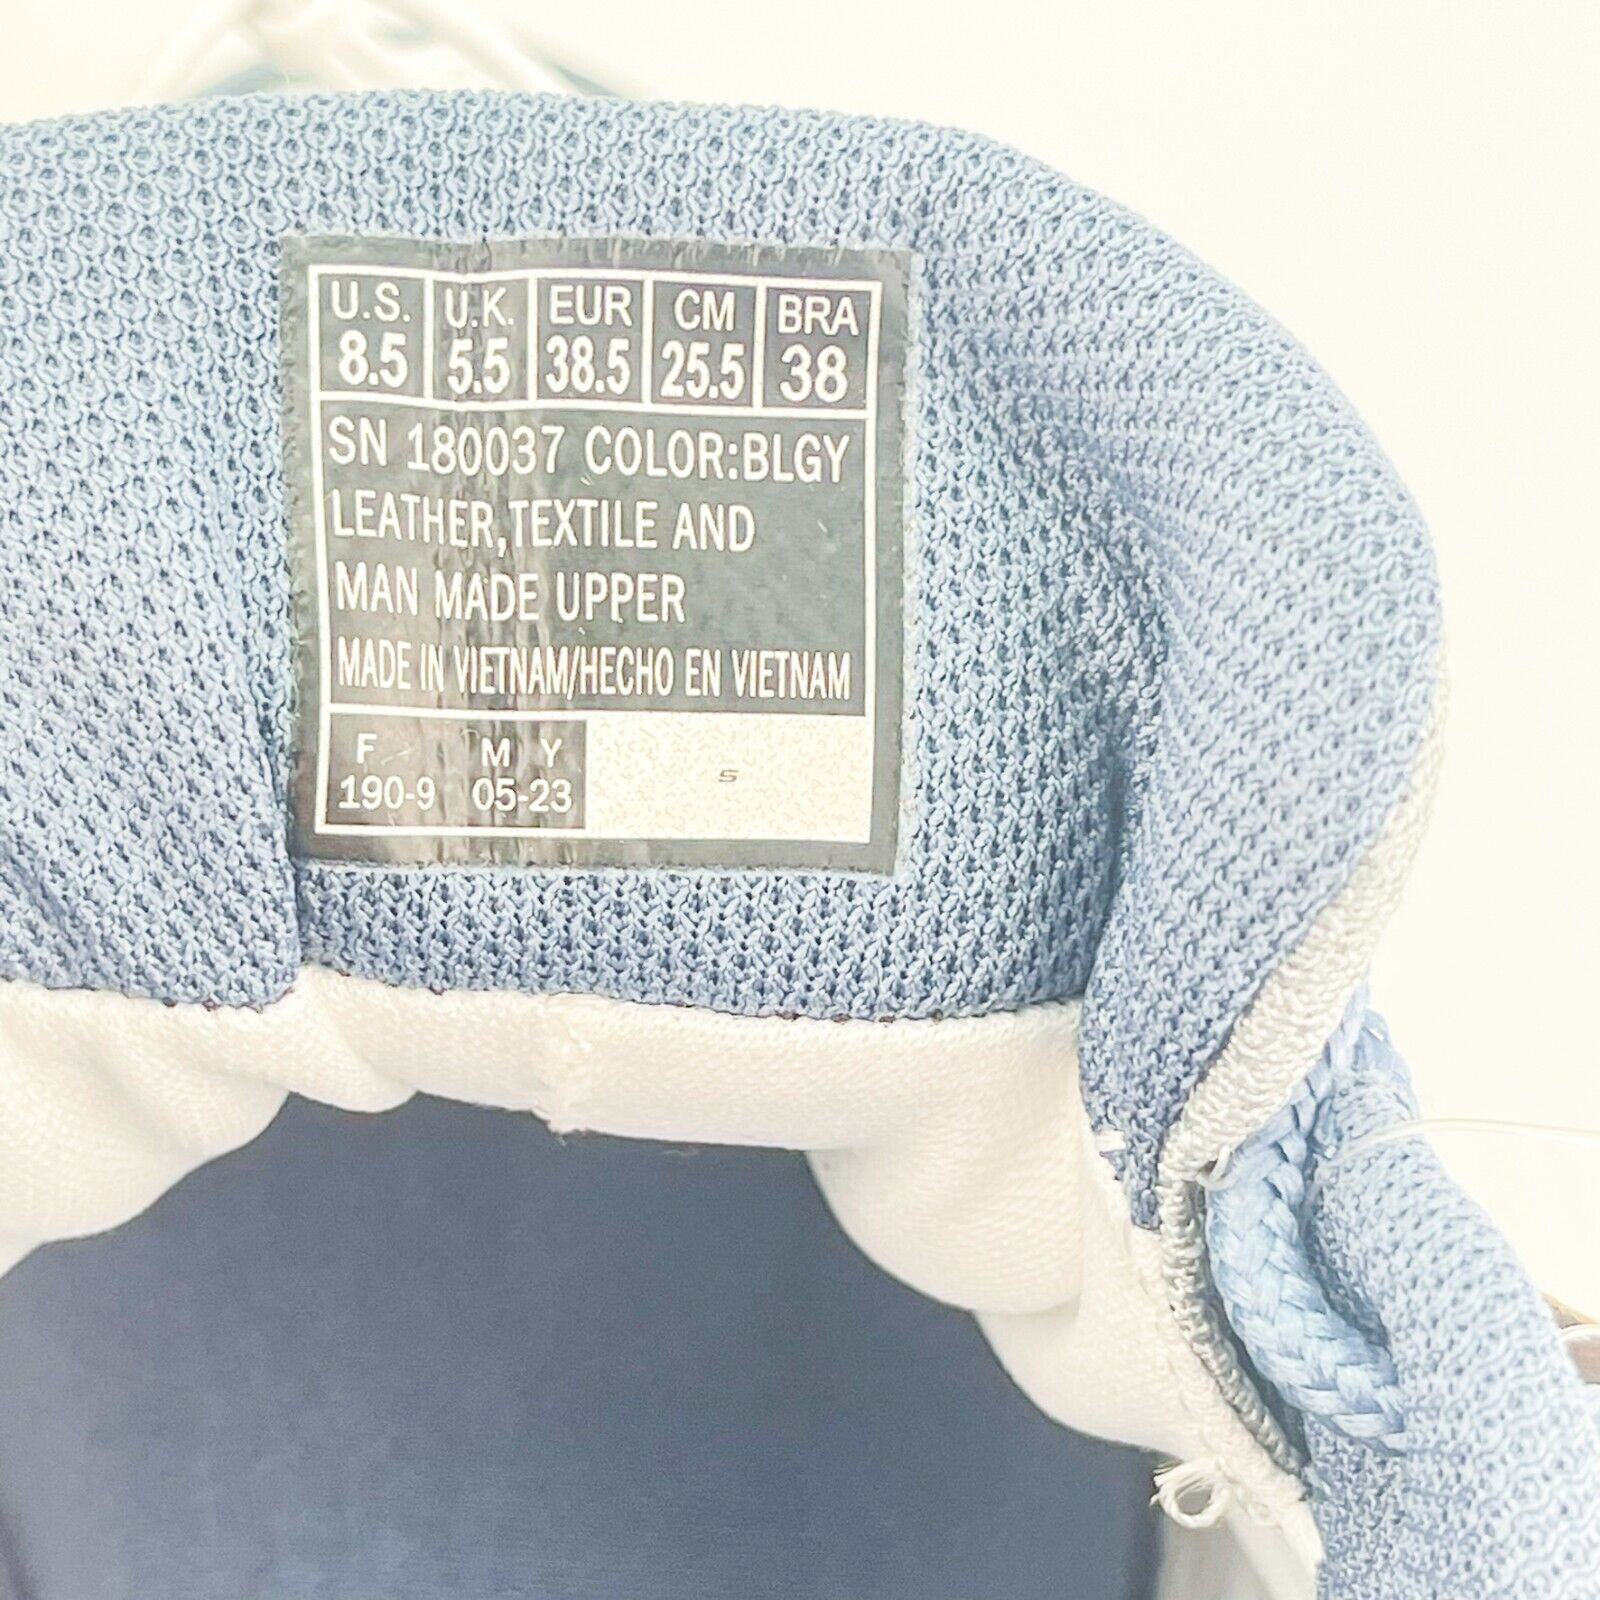 U.S. U.K. EUR CM BRA
8.5 5.5 38.5 25.5 38
SN 180037 COLOR:BLGY
LEATHER,TEXTILE AND
MAN MADE UPPER
MADE IN VIETNAM/HECHO EN VIETNAM
F M Y
190-9 05-23
S